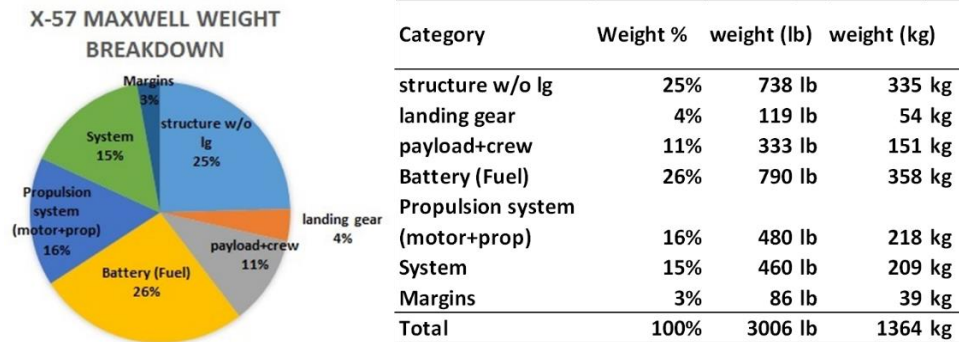 X-57 MAXWELL WEIGHT
BREAKDOWN
Margins
3%
structure w/o
lg
25%
System
15%
Propulsion
system
(motor+prop)
16%
landing gear
4%
payload+crew
11%
Battery (Fuel)
26%
Category Weight % weight (lb) weight (kg)
structure w/o lg 25% 738 lb 335 kg
landing gear 4% 119 lb 54 kg
payload+crew 11% 333 lb 151 kg
Battery (Fuel) 26% 790 lb 358 kg
Propulsion system
(motor+prop) 16% 480 lb 218 kg
System 15% 460 lb 209 kg
Margins 3% 86 lb 39 kg
Total 100% 3006 lb 1364 kg